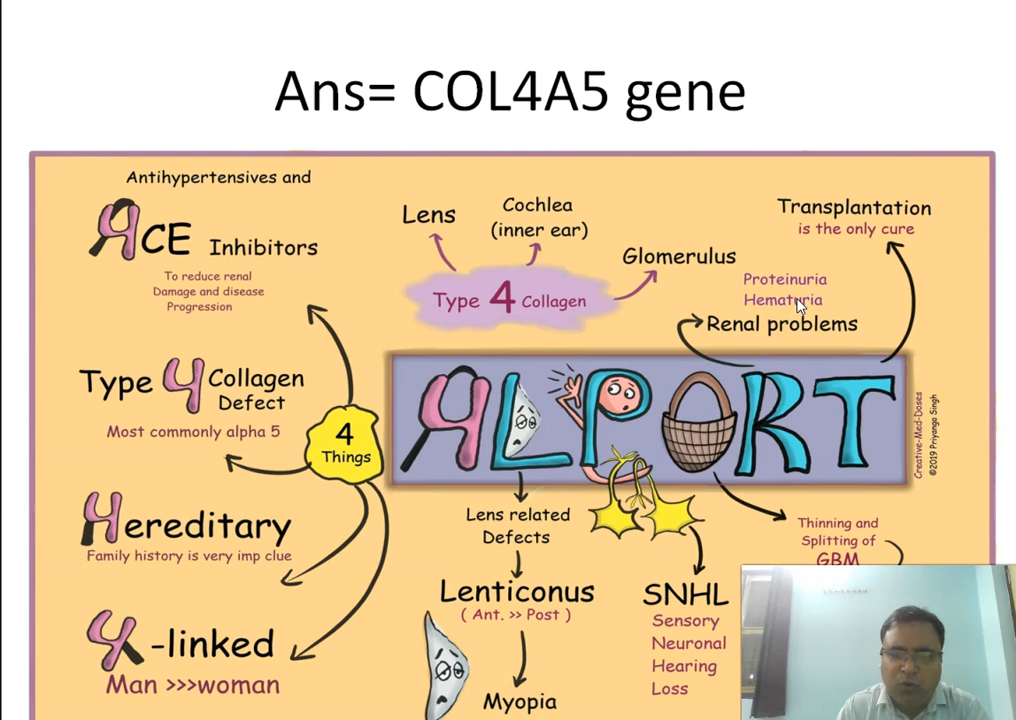 Ans= COL4A5 gene
Antihypertensives and
ACE Inhibitors
To reduce renal
Damage and disease
Progression
Lens
Cochlea
(inner ear)
Glomerulus
Type 4 Collagen
Transplantation
is the only cure
Proteinuria
Hematuria
Renal problems
Type 4 Collagen
Defect
Most commonly alpha 5
4
Things
ALPORT
Creative-Med-Doses
©2019 Priyanga Singh
Hereditary
Family history is very imp clue
X-linked
Man >>>woman
Lens related
Defects
Lenticonus
( Ant. >> Post )
Myopia
SNHL
Sensory
Neuronal
Hearing
Loss
Thinning and
Splitting of
GBM